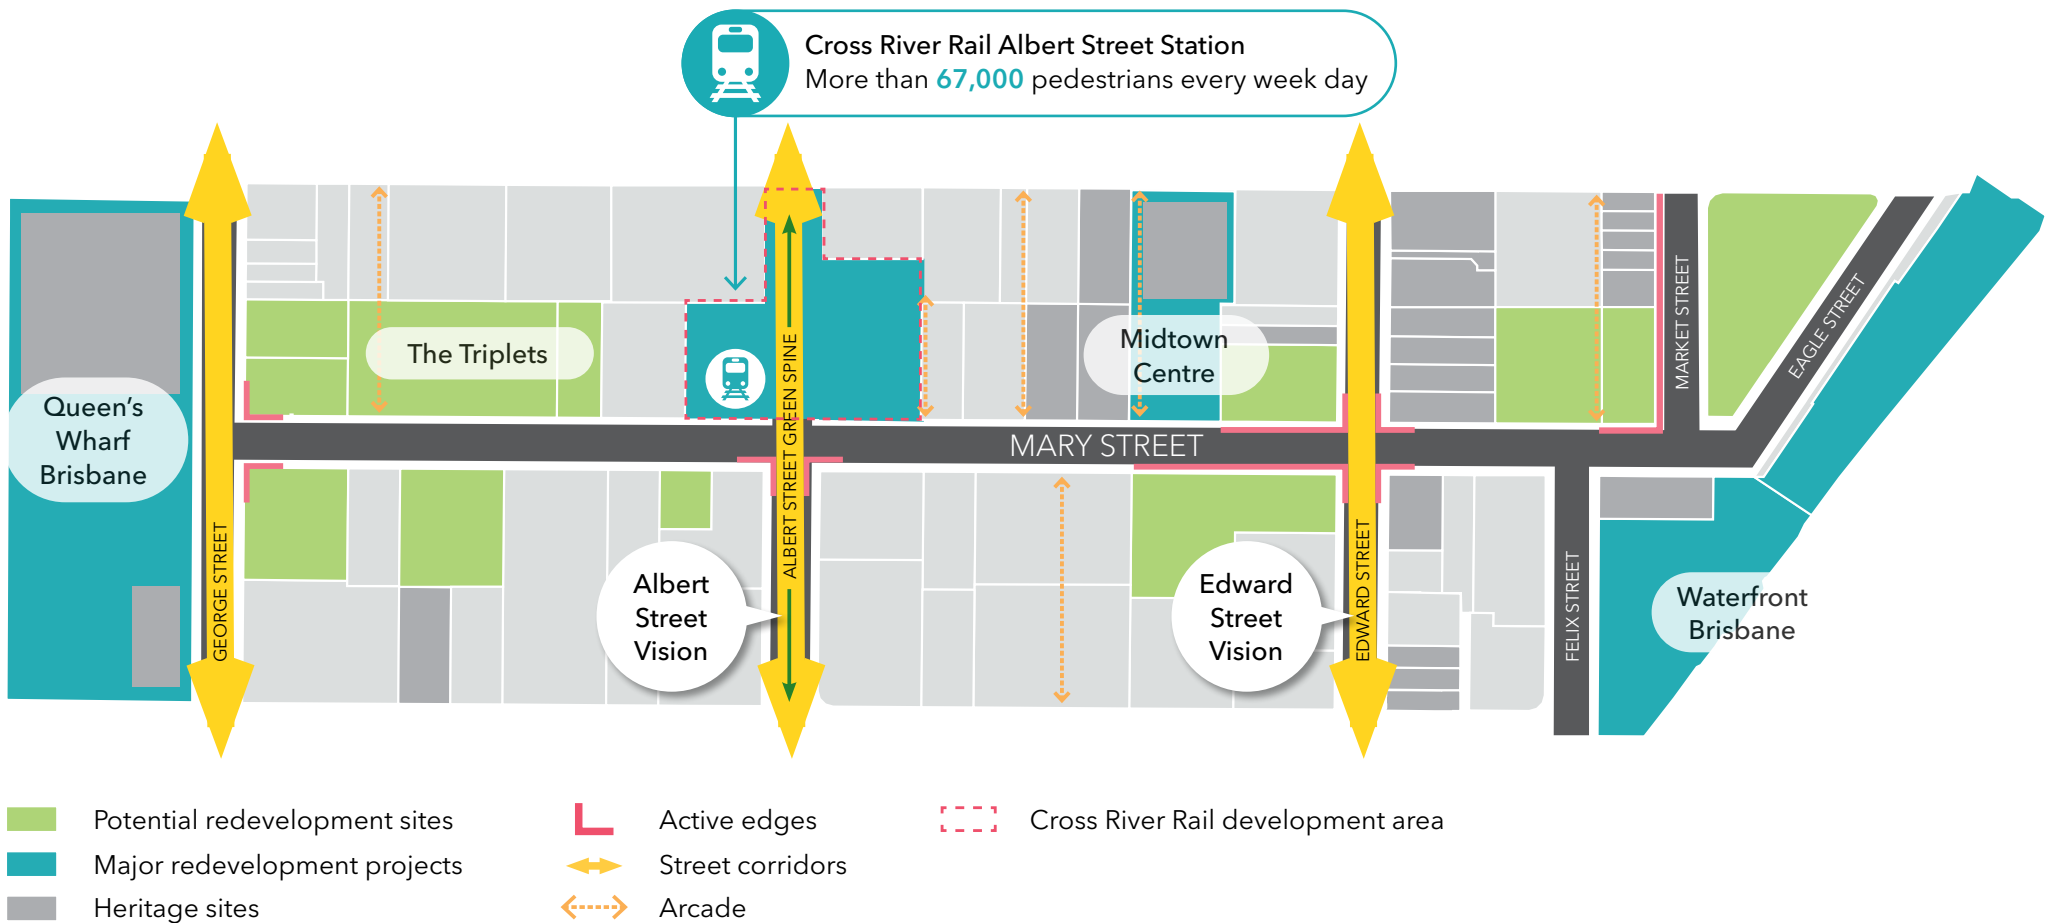 Cross River Rail Albert Street Station
More than 67,000 pedestrians every week day
The Triplets
Midtown
Centre
Queen's
Wharf
Brisbane
MARY STREET
GEORGE STREET
ALBERT STREET GREEN SPINE
EDWARD STREET
MARKET STREET
EAGLE STREET
FELIX STREET
Albert
Street
Vision
Edward
Street
Vision
Waterfront
Brisbane
Potential redevelopment sites
Major redevelopment projects
Heritage sites
Active edges
Street corridors
Arcade
Cross River Rail development area